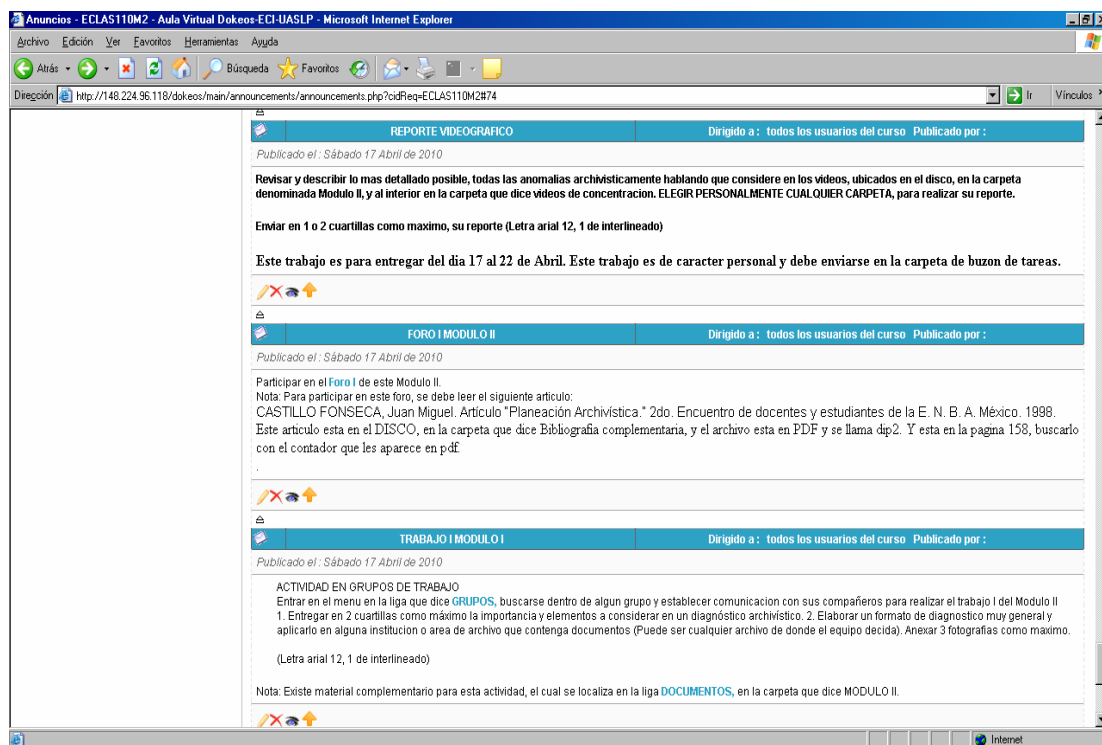 Anuncios - ECLAS110M2 - Aula Virtual Dokeos-ECI-UASLP - Microsoft Internet Explorer
Archivo Edición Ver Favoritos Herramientas Ayuda
Atrás Búsqueda Favoritos
Dirección http://148.224.96.118/dokeos/main/announcements/announcements.php?cidReq=ECLAS110M2#74 Ir Vínculos
REPORTE VIDEOGRAFICO Dirigido a : todos los usuarios del curso Publicado por :
Publicado el : Sábado 17 Abril de 2010
Revisar y describir lo mas detallado posible, todas las anomalias archivisticamente hablando que considere en los videos, ubicados en el disco, en la carpeta
denominada Modulo II, y al interior en la carpeta que dice videos de concentracion. ELEGIR PERSONALMENTE CUALQUIER CARPETA, para realizar su reporte.
Enviar en 1 o 2 cuartillas como maximo, su reporte (Letra arial 12, 1 de interlineado)
Este trabajo es para entregar del dia 17 al 22 de Abril. Este trabajo es de caracter personal y debe enviarse en la carpeta de buzon de tareas.
FORO I MODULO II Dirigido a : todos los usuarios del curso Publicado por :
Publicado el : Sábado 17 Abril de 2010
Participar en el Foro I de este Modulo II.
Nota: Para participar en este foro, se debe leer el siguiente articulo:
CASTILLO FONSECA, Juan Miguel. Artículo "Planeación Archivística." 2do. Encuentro de docentes y estudiantes de la E. N. B. A. México. 1998.
Este articulo esta en el DISCO, en la carpeta que dice Bibliografia complementaria, y el archivo esta en PDF y se llama dip2. Y esta en la pagina 158, buscarlo
con el contador que les aparece en pdf.
.
TRABAJO I MODULO I Dirigido a : todos los usuarios del curso Publicado por :
Publicado el : Sábado 17 Abril de 2010
ACTIVIDAD EN GRUPOS DE TRABAJO
Entrar en el menu en la liga que dice GRUPOS, buscarse dentro de algun grupo y establecer comunicacion con sus compañeros para realizar el trabajo I del Modulo II
1. Entregar en 2 cuartillas como máximo la importancia y elementos a considerar en un diagnóstico archivístico. 2. Elaborar un formato de diagnostico muy general y
aplicarlo en alguna institucion o area de archivo que contenga documentos (Puede ser cualquier archivo de donde el equipo decida). Anexar 3 fotografias como maximo.
(Letra arial 12, 1 de interlineado)
Nota: Existe material complementario para esta actividad, el cual se localiza en la liga DOCUMENTOS, en la carpeta que dice MODULO II.
Internet